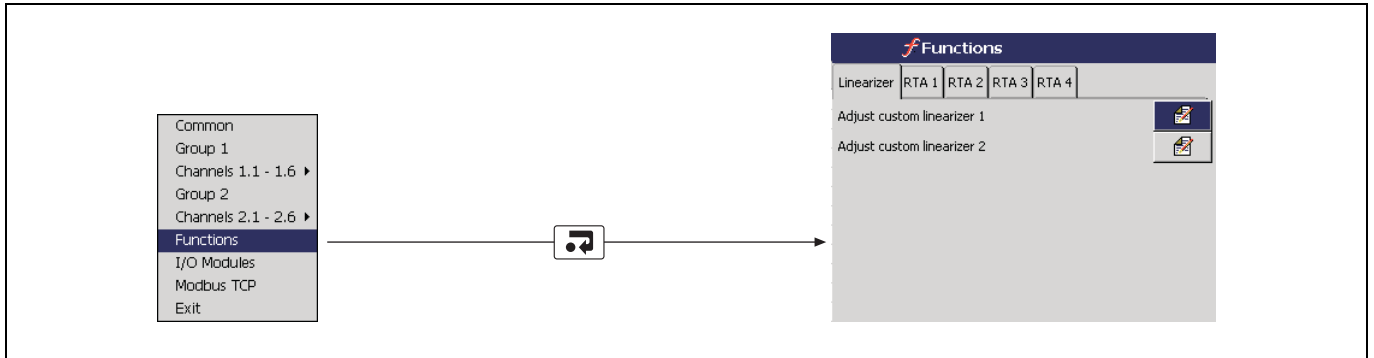 Common
Group 1
Channels 1.1 - 1.6
Group 2
Channels 2.1 - 2.6
Functions
I/O Modules
Modbus TCP
Exit
f Functions
Linearizer RTA 1 RTA 2 RTA 3 RTA 4
Adjust custom linearizer 1
Adjust custom linearizer 2